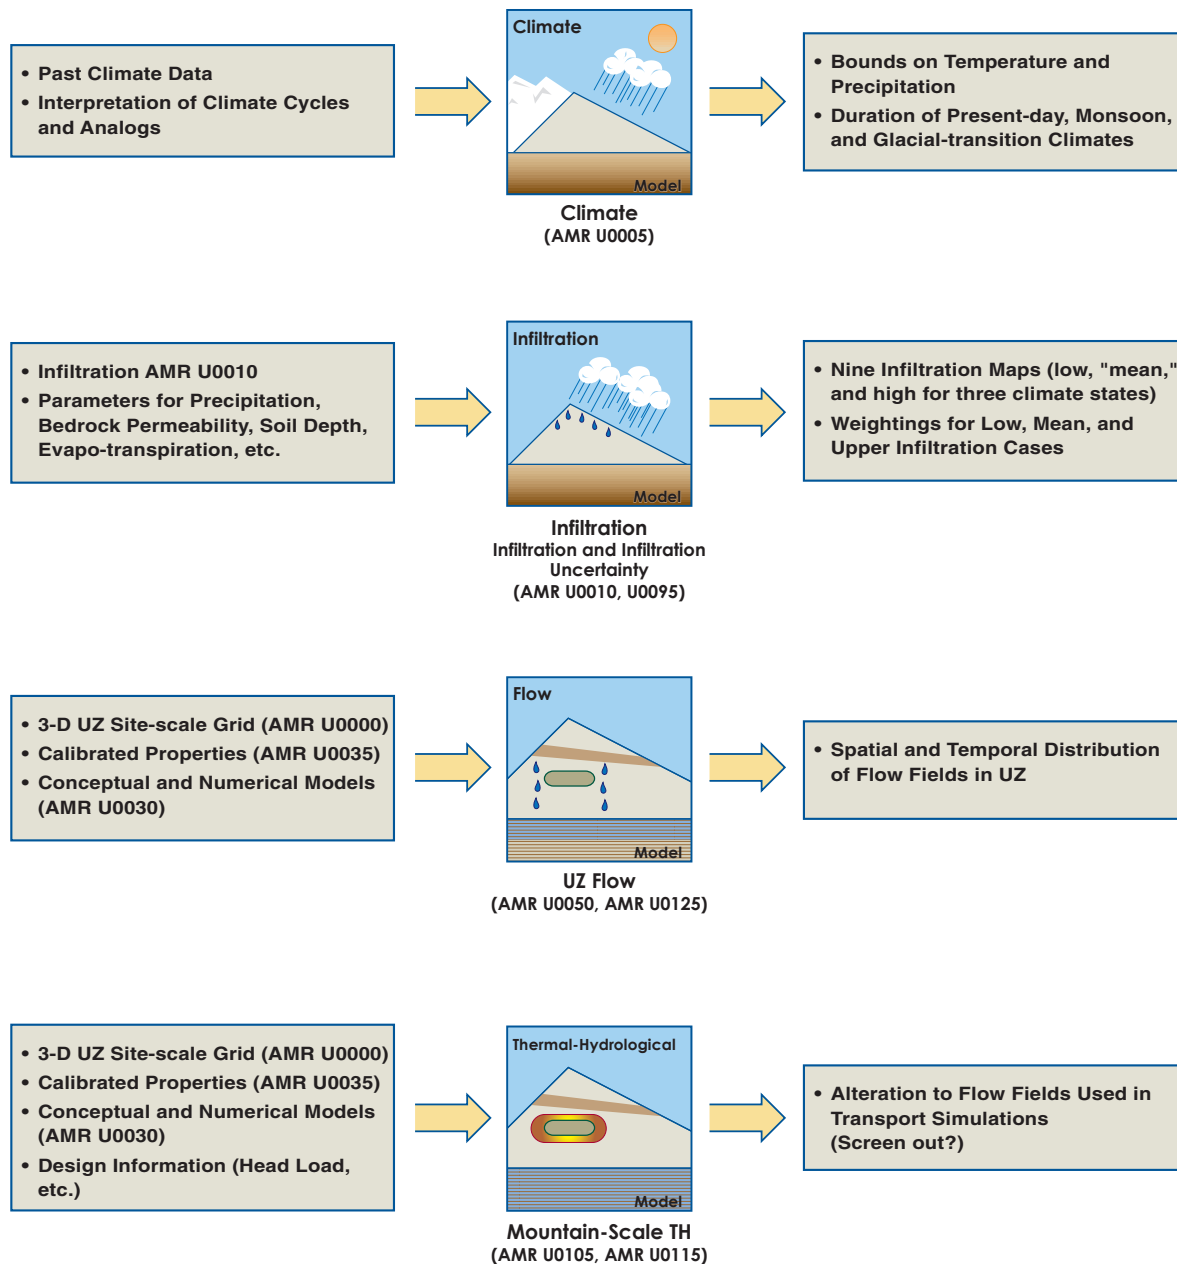 • Past Climate Data
• Interpretation of Climate Cycles
and Analogs
Climate
Model
Climate
(AMR U0005)
• Bounds on Temperature and
Precipitation
• Duration of Present-day, Monsoon,
and Glacial-transition Climates
• Infiltration AMR U0010
• Parameters for Precipitation,
Bedrock Permeability, Soil Depth,
Evapo-transpiration, etc.
Infiltration
Model
Infiltration
Infiltration and Infiltration
Uncertainty
(AMR U0010, U0095)
• Nine Infiltration Maps (low, "mean,"
and high for three climate states)
• Weightings for Low, Mean, and
Upper Infiltration Cases
• 3-D UZ Site-scale Grid (AMR U0000)
• Calibrated Properties (AMR U0035)
• Conceptual and Numerical Models
(AMR U0030)
Flow
Model
UZ Flow
(AMR U0050, AMR U0125)
• Spatial and Temporal Distribution
of Flow Fields in UZ
• 3-D UZ Site-scale Grid (AMR U0000)
• Calibrated Properties (AMR U0035)
• Conceptual and Numerical Models
(AMR U0030)
• Design Information (Head Load,
etc.)
Thermal-Hydrological
Model
Mountain-Scale TH
(AMR U0105, AMR U0115)
• Alteration to Flow Fields Used in
Transport Simulations
(Screen out?)